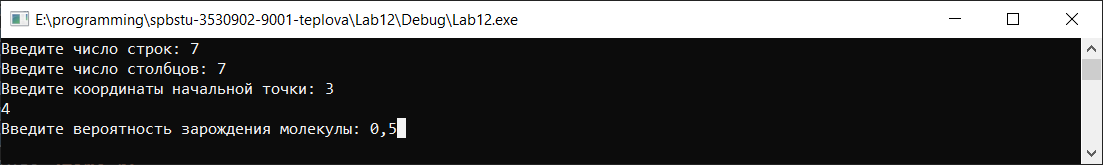 E:\programming\spbstu-3530902-9001-teplova\Lab12\Debug\Lab12.exe
Введите число строк: 7
Введите число столбцов: 7
Введите координаты начальной точки: 3
4
Введите вероятность зарождения молекулы: 0,5